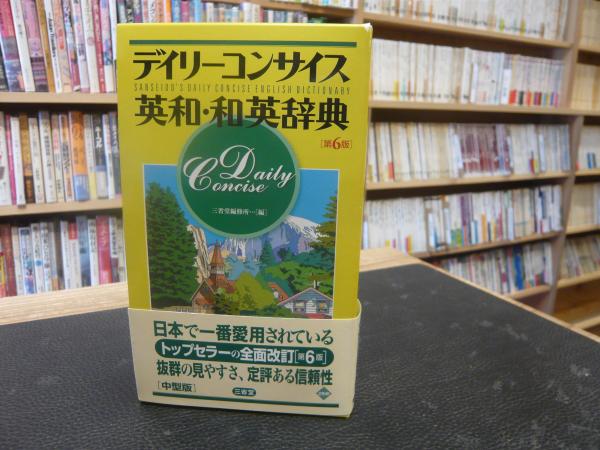 デイリーコンサイス
SANSEIDO'S DAILY CONCISE ENGLISH DICTIONARY
英和・和英辞典
[第6版]
Daily
Concise
三省堂編修所…[編]
日本で一番愛用されている
トップセラーの全面改訂[第6版]
抜群の見やすさ、定評ある信頼性
[中型版]
三省堂